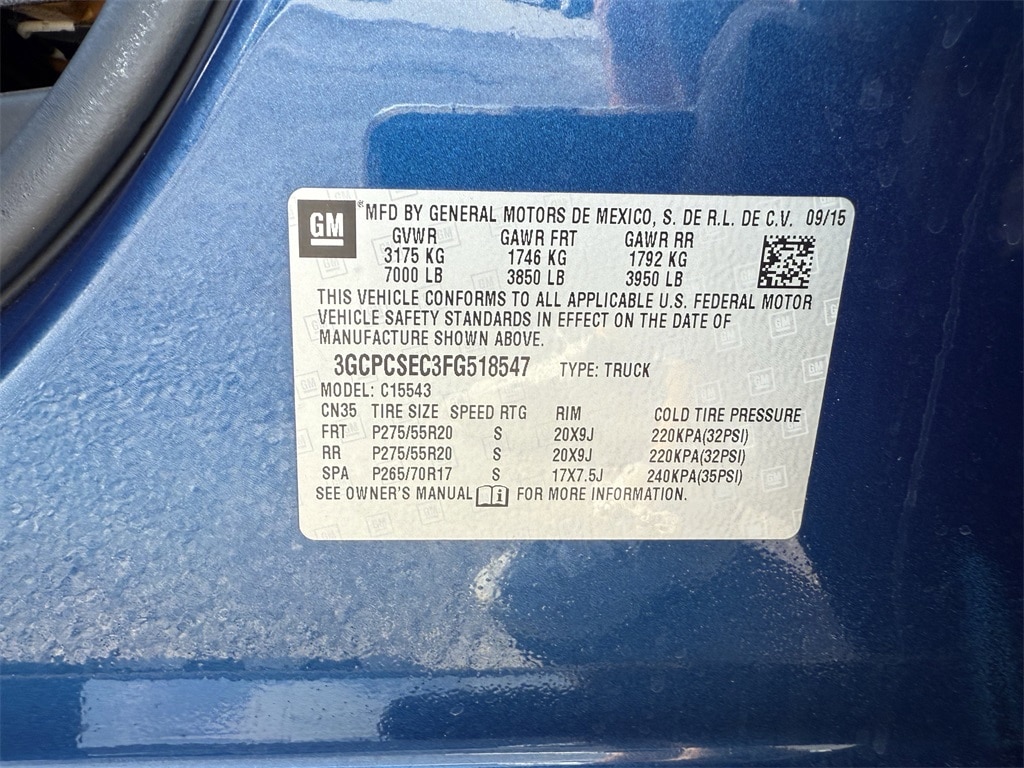 GM ® MFD BY GENERAL MOTORS DE MEXICO, S. DE R.L. DE C.V. 09/15
GVWR GAWR FRT GAWR RR
3175 KG 1746 KG 1792 KG
7000 LB 3850 LB 3950 LB
THIS VEHICLE CONFORMS TO ALL APPLICABLE U.S. FEDERAL MOTOR
VEHICLE SAFETY STANDARDS IN EFFECT ON THE DATE OF
MANUFACTURE SHOWN ABOVE.
3GCPCSEC3FG518547 TYPE: TRUCK
MODEL: C15543
CN35 TIRE SIZE SPEED RTG RIM COLD TIRE PRESSURE
FRT P275/55R20 S 20X9J 220KPA(32PSI)
RR P275/55R20 S 20X9J 220KPA(32PSI)
SPA P265/70R17 S 17X7.5J 240KPA(35PSI)
SEE OWNER'S MANUAL FOR MORE INFORMATION.